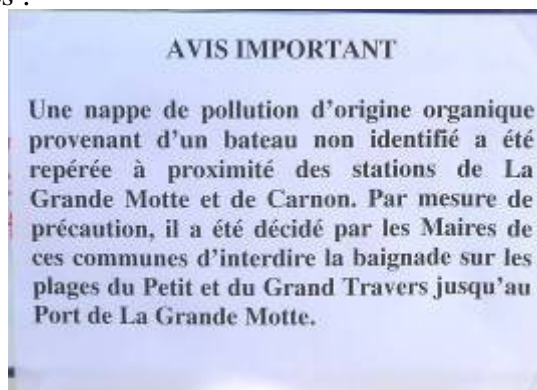 AVIS IMPORTANT
Une nappe de pollution d'origine organique
provenant d'un bateau non identifié a été
repérée à proximité des stations de La
Grande Motte et de Carnon. Par mesure de
précaution, il a été décidé par les Maires de
ces communes d'interdire la baignade sur les
plages du Petit et du Grand Travers jusqu'au
Port de La Grande Motte.